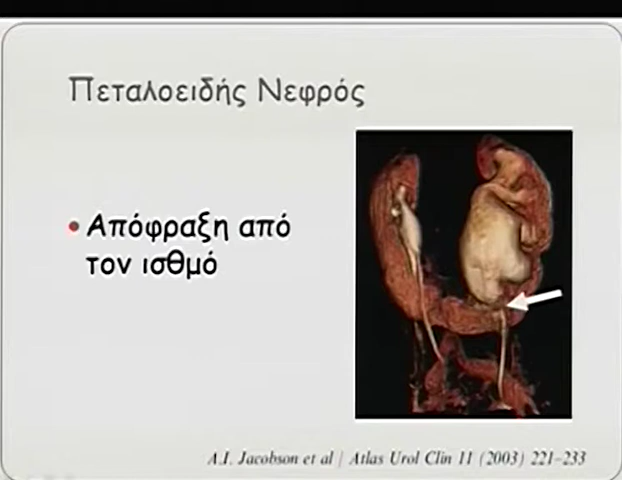 Πεταλοειδής Νεφρός
• Απόφραξη από
τον ισθμό
A.I. Jacobson et al | Atlas Urol Clin 11 (2003) 221–233